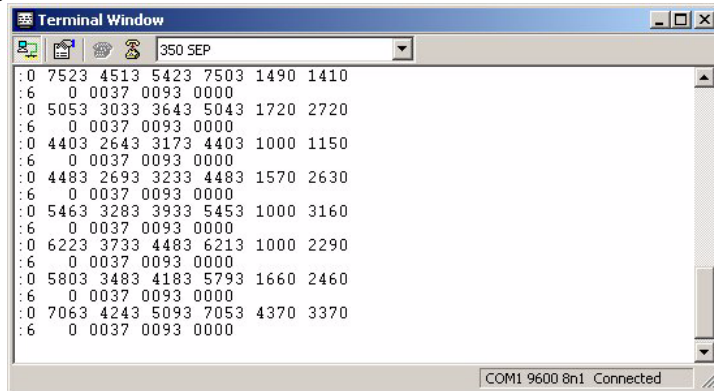 Terminal Window
350 SEP
:0 7523 4513 5423 7503 1490 1410
:6 0 0037 0093 0000
:0 5053 3033 3643 5043 1720 2720
:6 0 0037 0093 0000
:0 4403 2643 3173 4403 1000 1150
:6 0 0037 0093 0000
:0 4483 2693 3233 4483 1570 2630
:6 0 0037 0093 0000
:0 5463 3283 3933 5453 1000 3160
:6 0 0037 0093 0000
:0 6223 3733 4483 6213 1000 2290
:6 0 0037 0093 0000
:0 5803 3483 4183 5793 1660 2460
:6 0 0037 0093 0000
:0 7063 4243 5093 7053 4370 3370
:6 0 0037 0093 0000
COM1 9600 8n1 Connected